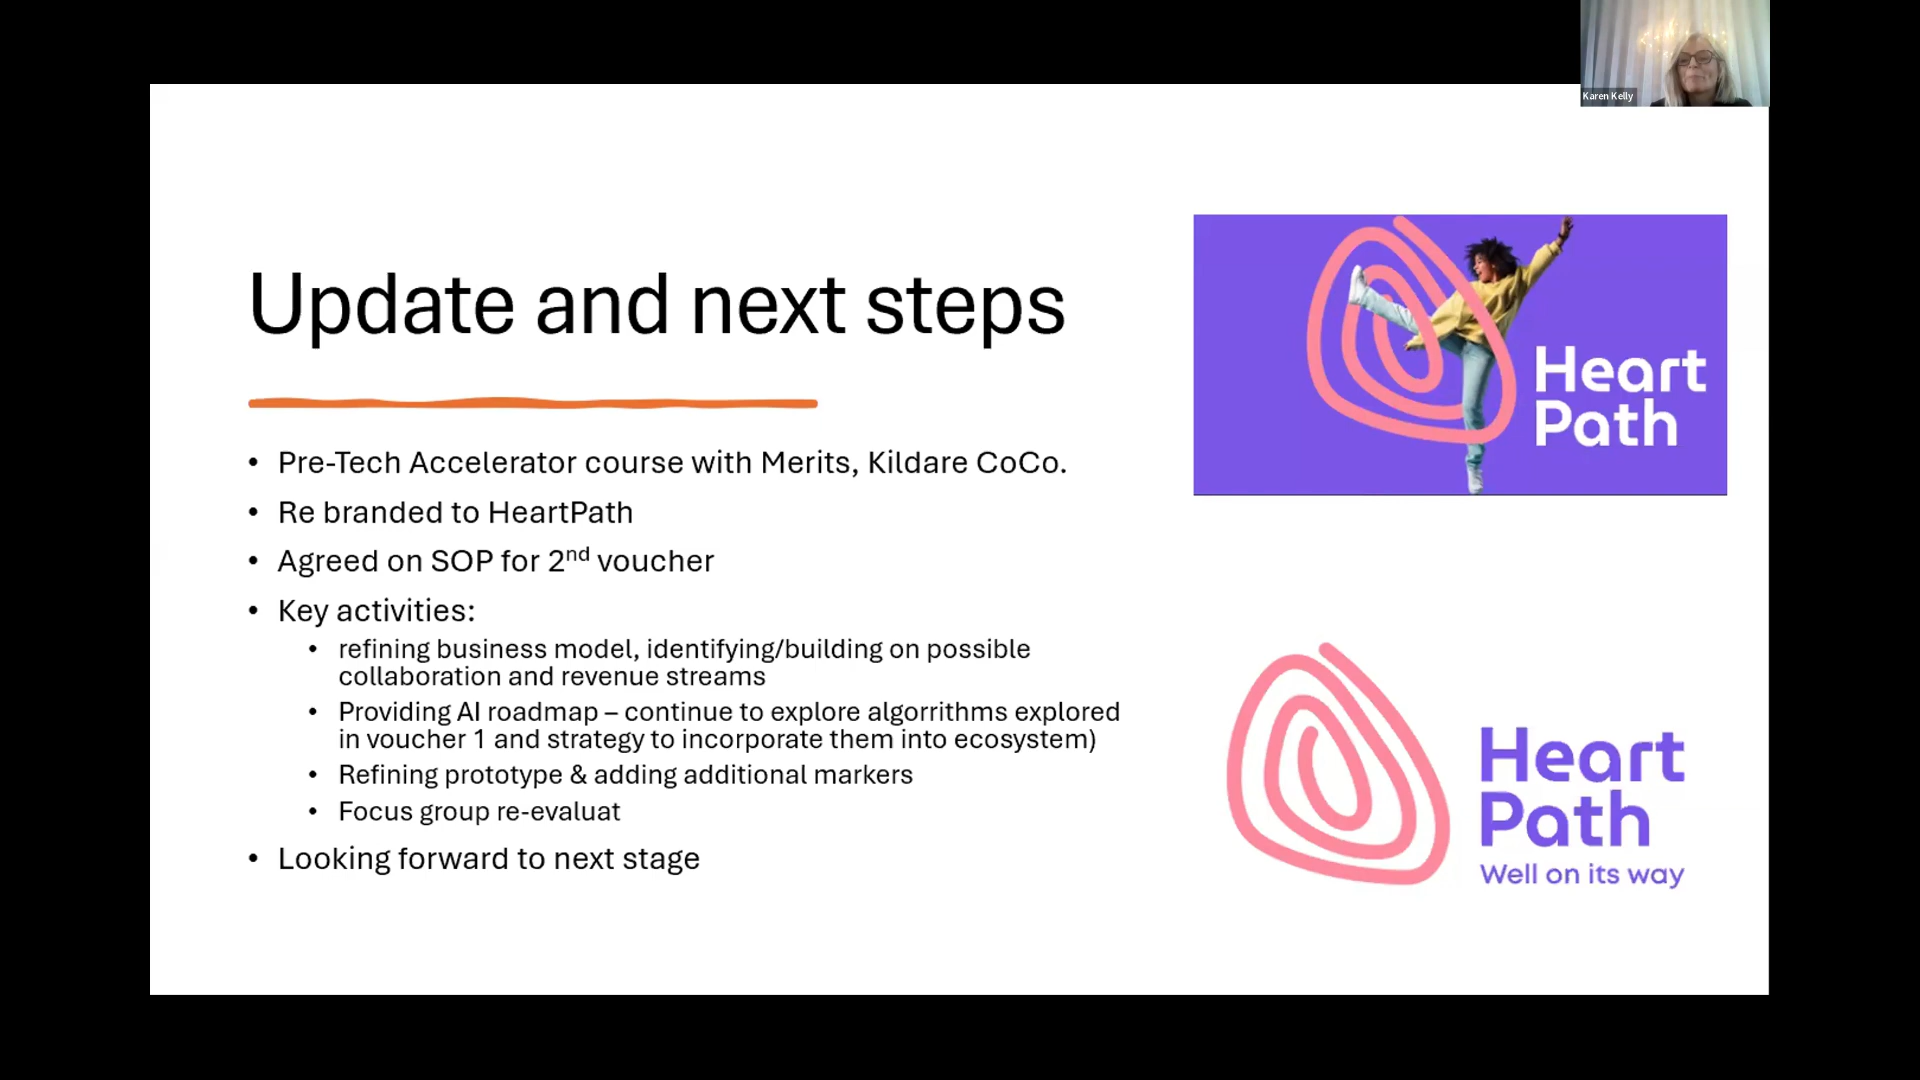 Karen Kelly
Update and next steps
• Pre-Tech Accelerator course with Merits, Kildare CoCo.
• Re branded to HeartPath
• Agreed on SOP for 2nd voucher
• Key activities:
• refining business model, identifying/building on possible
collaboration and revenue streams
• Providing AI roadmap – continue to explore algorrithms explored
in voucher 1 and strategy to incorporate them into ecosystem)
• Refining prototype & adding additional markers
• Focus group re-evaluat
• Looking forward to next stage
Heart
Path
Heart
Path
Well on its way